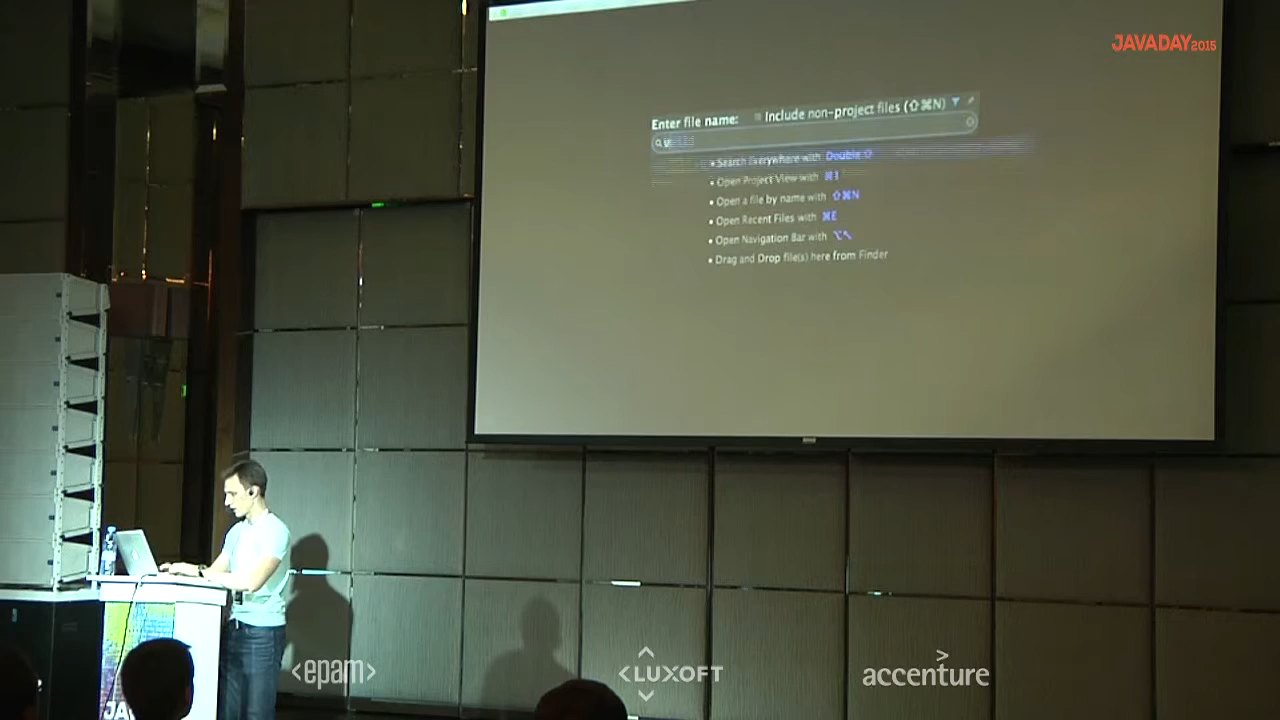 JAVADAY2015
Enter file name: Include non-project files (⇧⌘N)
Search Everywhere with Double ⇧
Open Project View with ⌘1
Open a file by name with ⇧⌘N
Open Recent Files with ⌘E
Open Navigation Bar with ⌥↖
Drag and Drop file(s) here from Finder
<epam>
LUXOFT
accenture
JA